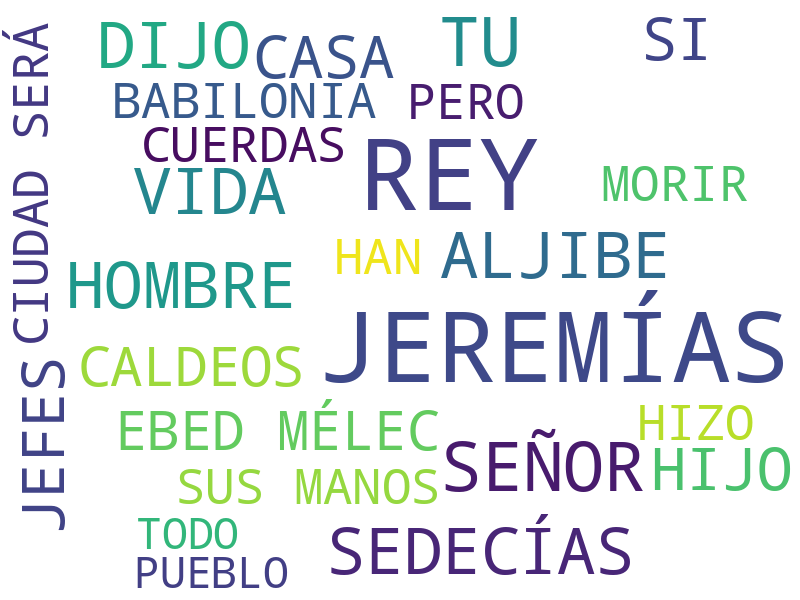 DIJO
CASA
TU
SI
BABILONIA
PERO
CUERDAS
VIDA
REY
MORIR
CIUDAD SERÁ
HAN
ALJIBE
HOMBRE
JEREMÍAS
CALDEOS
JEFES
EBED MÉLEC
HIZO
SEÑOR
HIJO
SUS MANOS
TODO
SEDECÍAS
PUEBLO